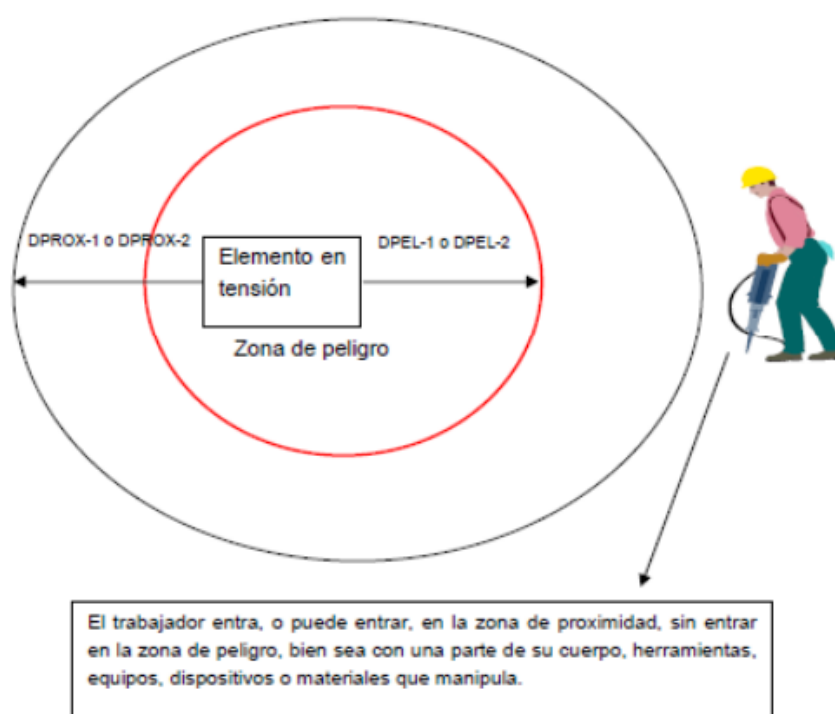 DPROX-1 o DPROX-2
DPEL-1 o DPEL-2
Elemento en
tensión
Zona de peligro
El trabajador entra, o puede entrar, en la zona de proximidad, sin entrar
en la zona de peligro, bien sea con una parte de su cuerpo, herramientas,
equipos, dispositivos o materiales que manipula.